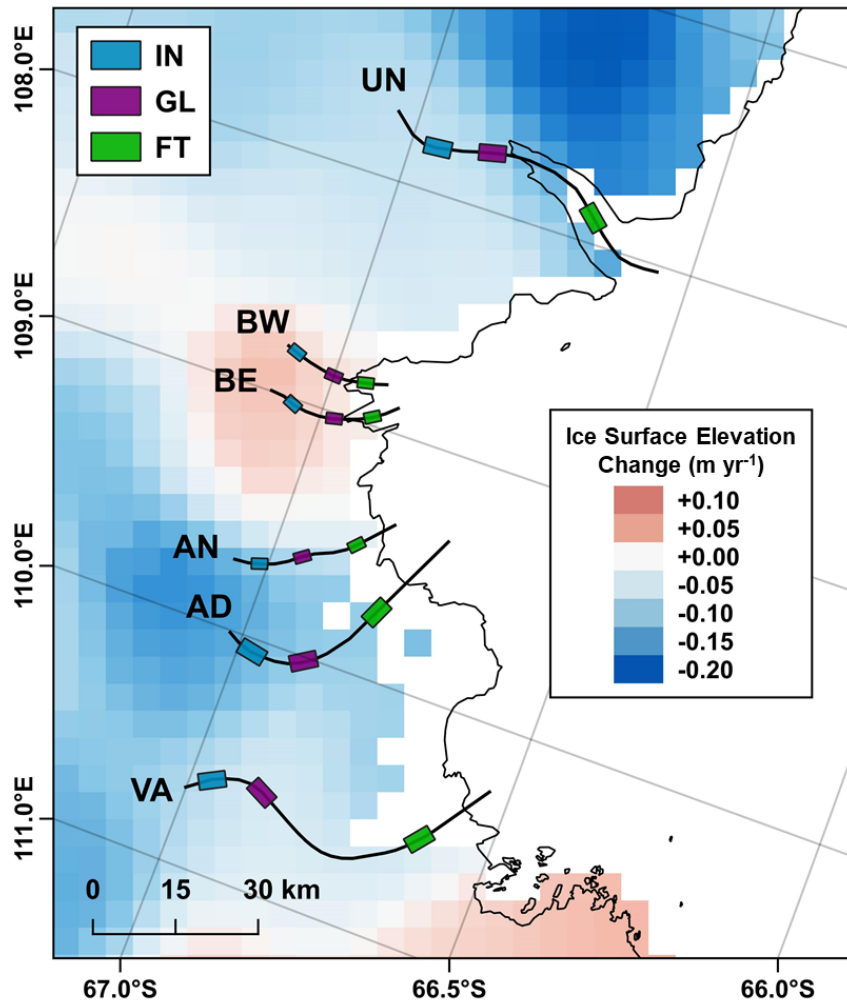 IN
GL
FT
UN
BW
BE
AN
AD
VA
108.0°E
109.0°E
110.0°E
111.0°E
Ice Surface Elevation
Change (m yr⁻¹)
+0.10
+0.05
+0.00
-0.05
-0.10
-0.15
-0.20
0 15 30 km
67.0°S 66.5°S 66.0°S